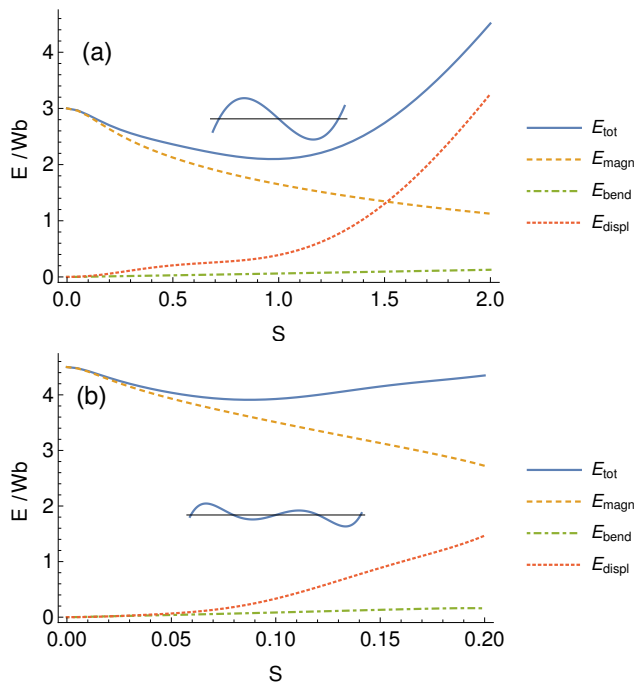 (a)
E / Wb
4
3
2
1
0
0.0 0.5 1.0 1.5 2.0
S
E_tot
E_magn
E_bend
E_displ
(b)
E / Wb
4
3
2
1
0
0.00 0.05 0.10 0.15 0.20
S
E_tot
E_magn
E_bend
E_displ